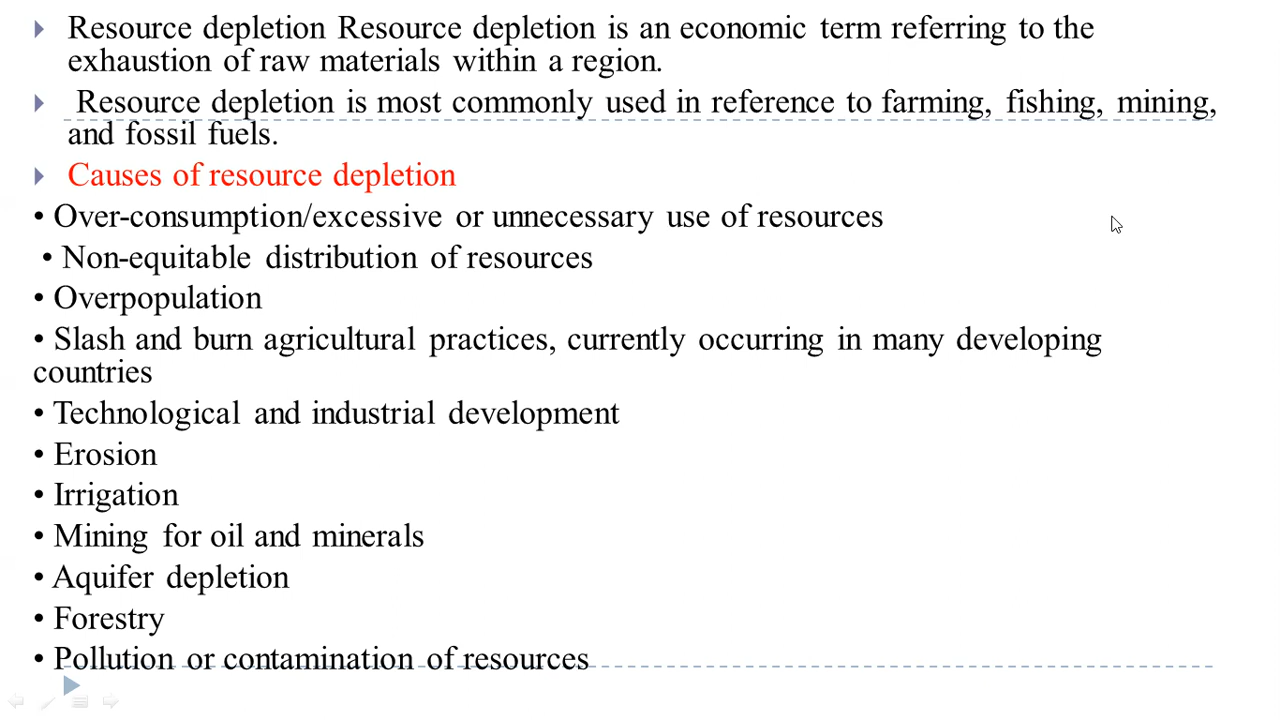 Resource depletion Resource depletion is an economic term referring to the
exhaustion of raw materials within a region.
Resource depletion is most commonly used in reference to farming, fishing, mining,
and fossil fuels.
Causes of resource depletion
• Over-consumption/excessive or unnecessary use of resources
• Non-equitable distribution of resources
• Overpopulation
• Slash and burn agricultural practices, currently occurring in many developing
countries
• Technological and industrial development
• Erosion
• Irrigation
• Mining for oil and minerals
• Aquifer depletion
• Forestry
• Pollution or contamination of resources